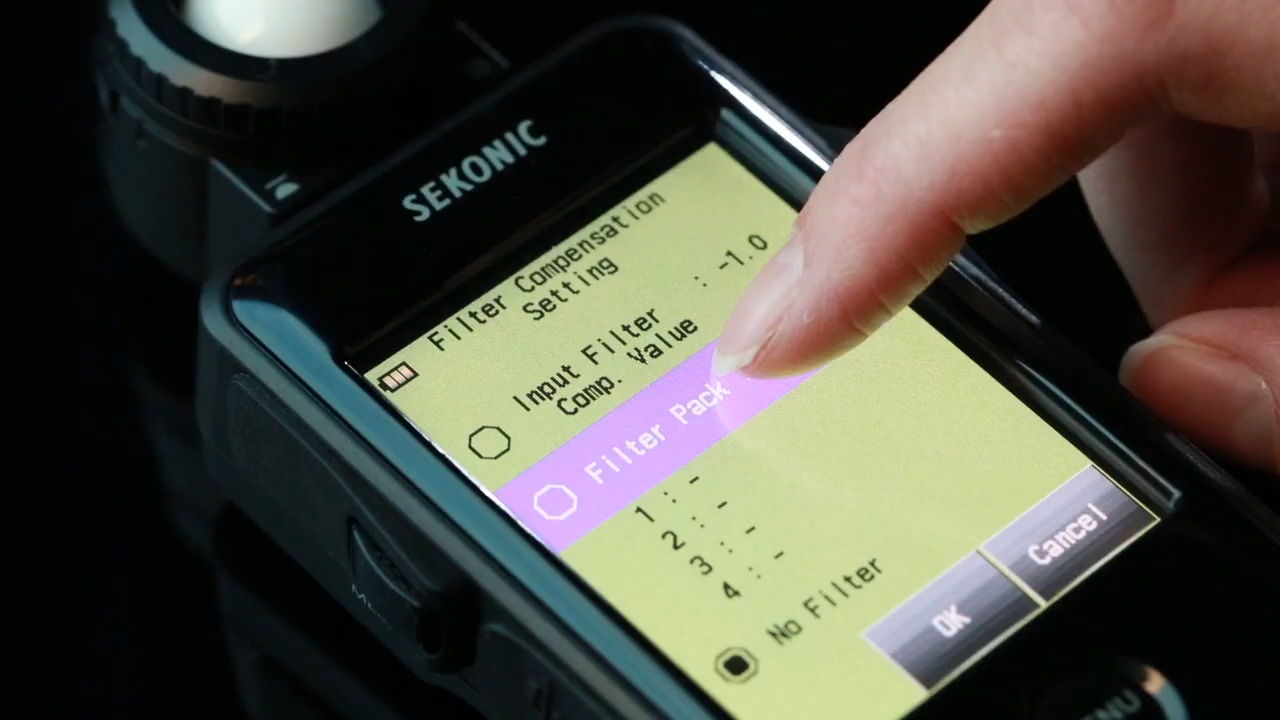 SEKONIC
Filter Compensation
Setting
Input Filter
Comp. Value : -1.0
Filter Pack
1 : -
2 : -
3 : -
4 : -
No Filter
OK
Cancel